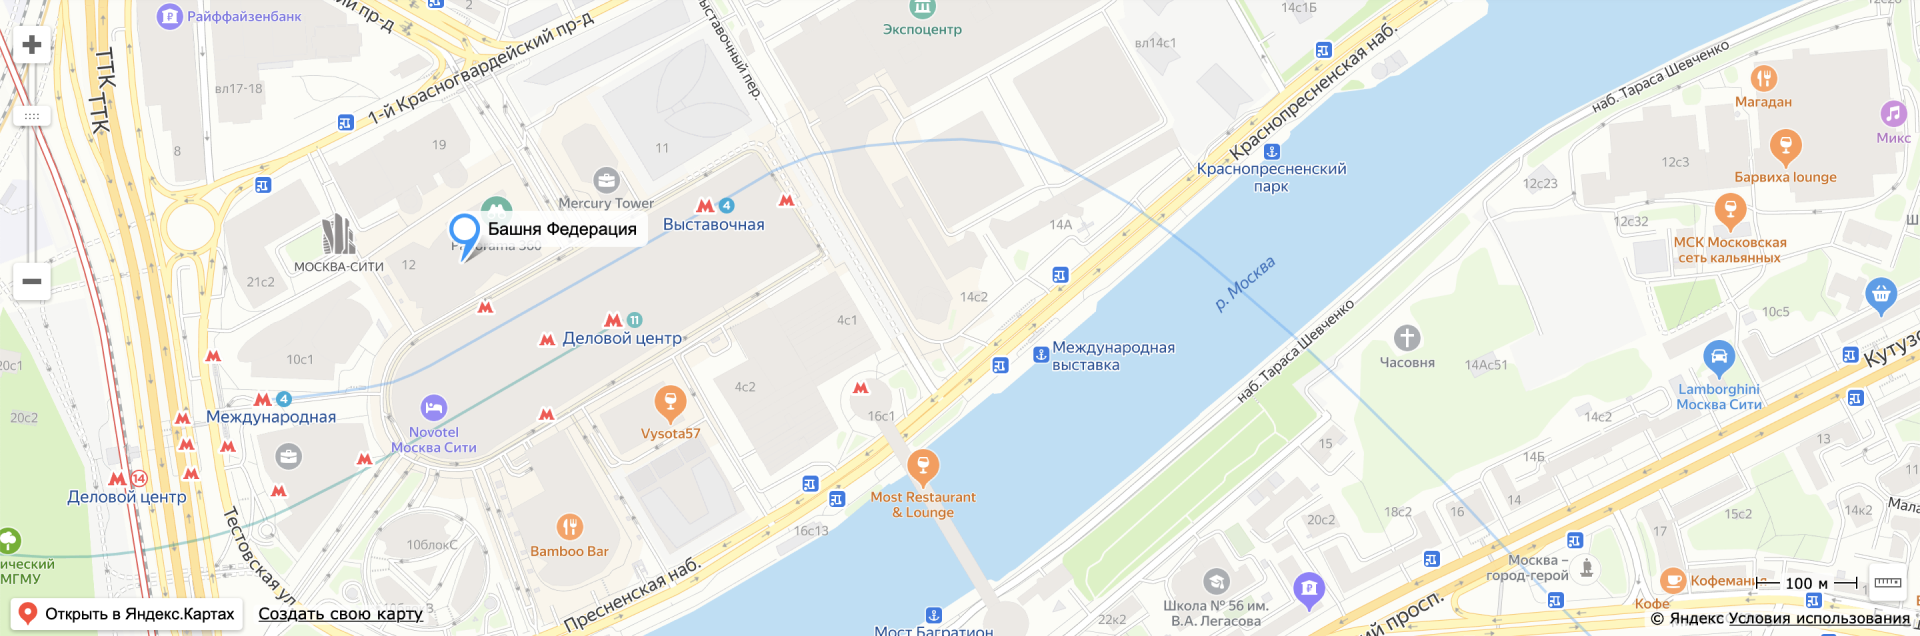 Райффайзенбанк
й пр-д
12
Выставочный пер.
Экспоцентр
14с1Б
вл14с1
Краснопресненская наб.
наб. Тараса Шевченко
Магадан
Микс
ТТК ТТК
вл17-18
1-й Красногвардейский пр-д
8
19
11
Mercury Tower
Краснопресненский
парк
12с3
12с23
Барвиха lounge
12с32
МСК Московская
сеть кальянных
Башня Федерация
4
Выставочная
14А
МОСКВА-СИТИ
12
21с2
14с2
р. Москва
10с5
11
Деловой центр
4с1
10с1
Международная
выставка
наб. Тараса Шевченко
Часовня
14Ас51
Lamborghini
Москва Сити
20с1
20с2
4
Международная
4с2
16с1
14с2
Novotel
Москва Сити
Vysota57
15
14Б
13
14
Деловой центр
Most Restaurant
& Lounge
14
16
17
15с2
14к2
Мала
20с2
16с13
10блокС
Bamboo Bar
Тестовская ул.
Пресненская наб.
ический
МГМУ
Москва –
город-герой
Кофемания
Кофе
100 м
Школа № 56 им.
В.А. Легасова
22к2
ий просп.
Мост Багратион
Открыть в Яндекс.Картах
Создать свою карту
© Яндекс Условия использования